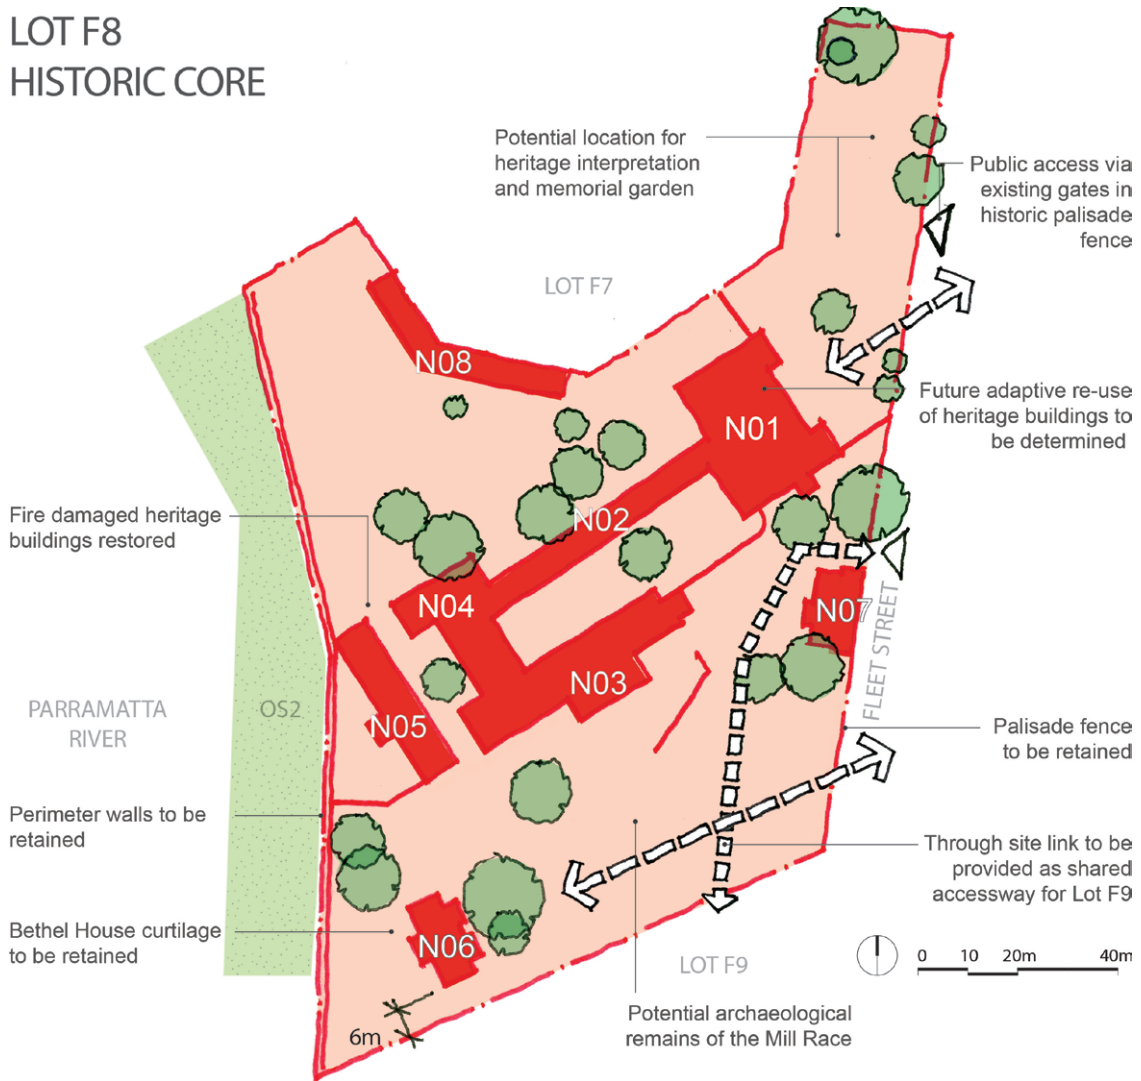 LOT F8
HISTORIC CORE
Potential location for
heritage interpretation
and memorial garden
Public access via
existing gates in
historic palisade
fence
LOT F7
N08
N01
Future adaptive re-use
of heritage buildings to
be determined
Fire damaged heritage
buildings restored
N02
N04
N07
FLEET STREET
N03
N05
PARRAMATTA
RIVER
OS2
Palisade fence
to be retained
Perimeter walls to be
retained
Through site link to be
provided as shared
accessway for Lot F9
Bethel House curtilage
to be retained
N06
LOT F9
0 10 20m 40m
Potential archaeological
remains of the Mill Race
6m